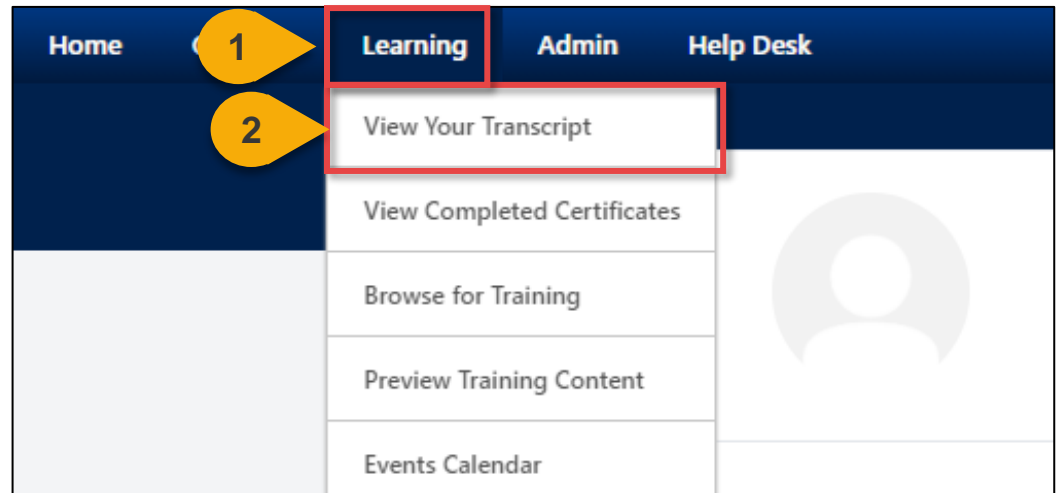 Home 1 Learning Admin Help Desk
2 View Your Transcript
View Completed Certificates
Browse for Training
Preview Training Content
Events Calendar